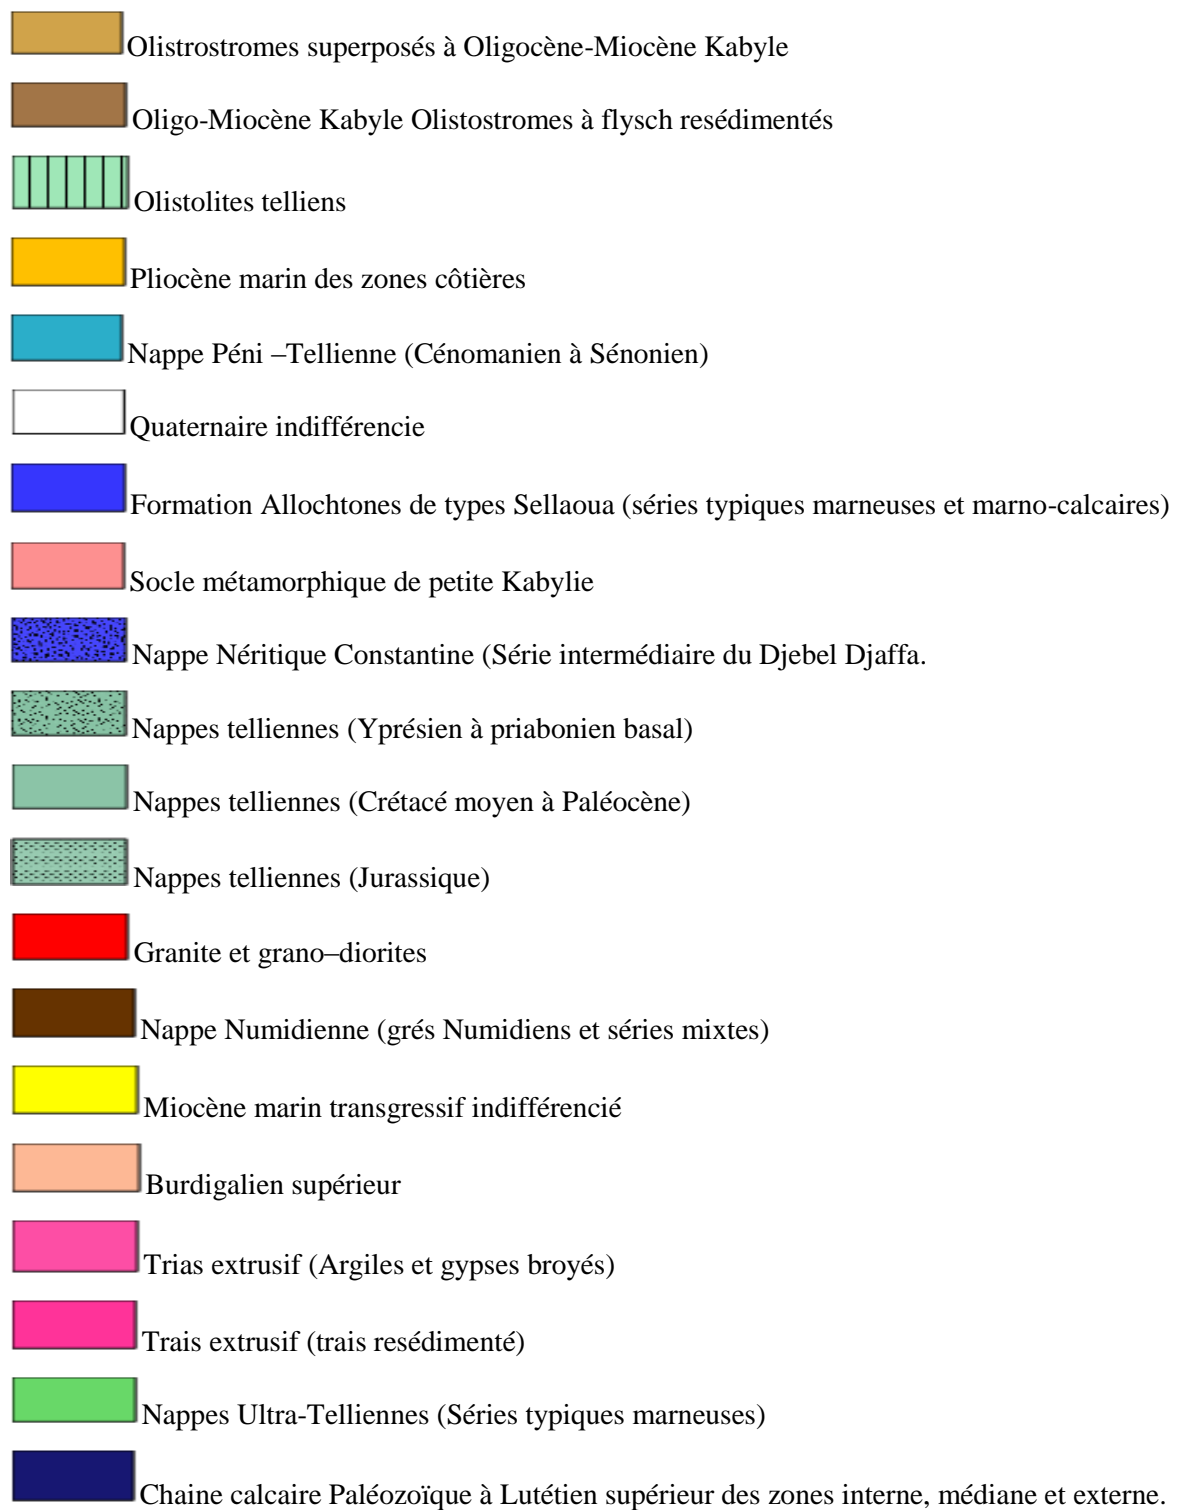 Olistrostromes superposés à Oligocène-Miocène Kabyle
Oligo-Miocène Kabyle Olistostromes à flysch resédimentés
Olistolites telliens
Pliocène marin des zones côtières
Nappe Péni –Tellienne (Cénomanien à Sénonien)
Quaternaire indifférencie
Formation Allochtones de types Sellaoua (séries typiques marneuses et marno-calcaires)
Socle métamorphique de petite Kabylie
Nappe Néritique Constantine (Série intermédiaire du Djebel Djaffa.
Nappes telliennes (Yprésien à priabonien basal)
Nappes telliennes (Crétacé moyen à Paléocène)
Nappes telliennes (Jurassique)
Granite et grano–diorites
Nappe Numidienne (grés Numidiens et séries mixtes)
Miocène marin transgressif indifférencié
Burdigalien supérieur
Trias extrusif (Argiles et gypses broyés)
Trais extrusif (trais resédimenté)
Nappes Ultra-Telliennes (Séries typiques marneuses)
Chaine calcaire Paléozoïque à Lutétien supérieur des zones interne, médiane et externe.